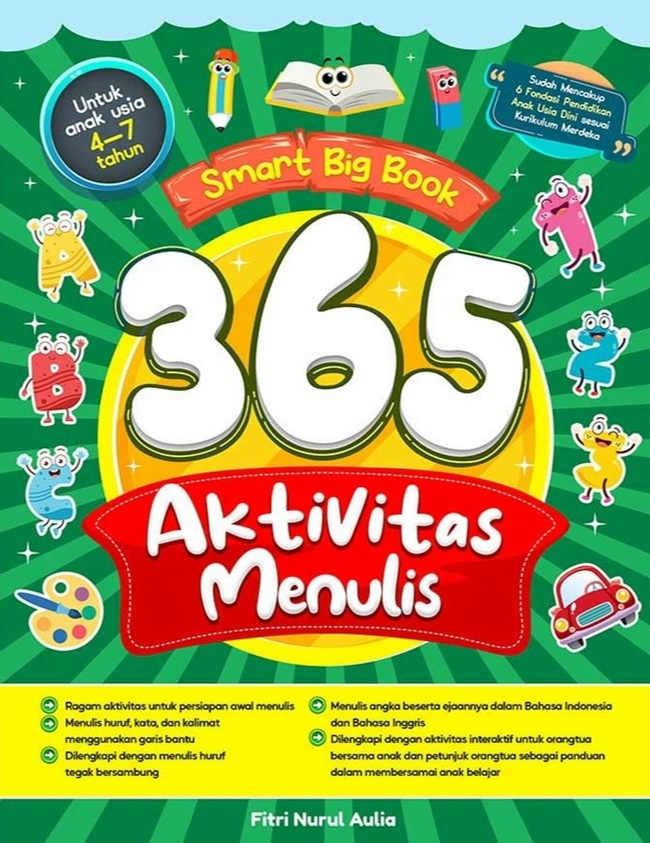 Untuk
anak usia
4–7
tahun
“Sudah Mencakup
6 Fondasi Pendidikan
Anak Usia Dini sesuai
Kurikulum Merdeka”
Smart Big Book
365
A
B
C
1
2
3
Aktivitas
Menulis
Ragam aktivitas untuk persiapan awal menulis
Menulis huruf, kata, dan kalimat
menggunakan garis bantu
Dilengkapi dengan menulis huruf
tegak bersambung
Menulis angka beserta ejaannya dalam Bahasa Indonesia
dan Bahasa Inggris
Dilengkapi dengan aktivitas interaktif untuk orangtua
bersama anak dan petunjuk orangtua sebagai panduan
dalam membersamai anak belajar
Fitri Nurul Aulia